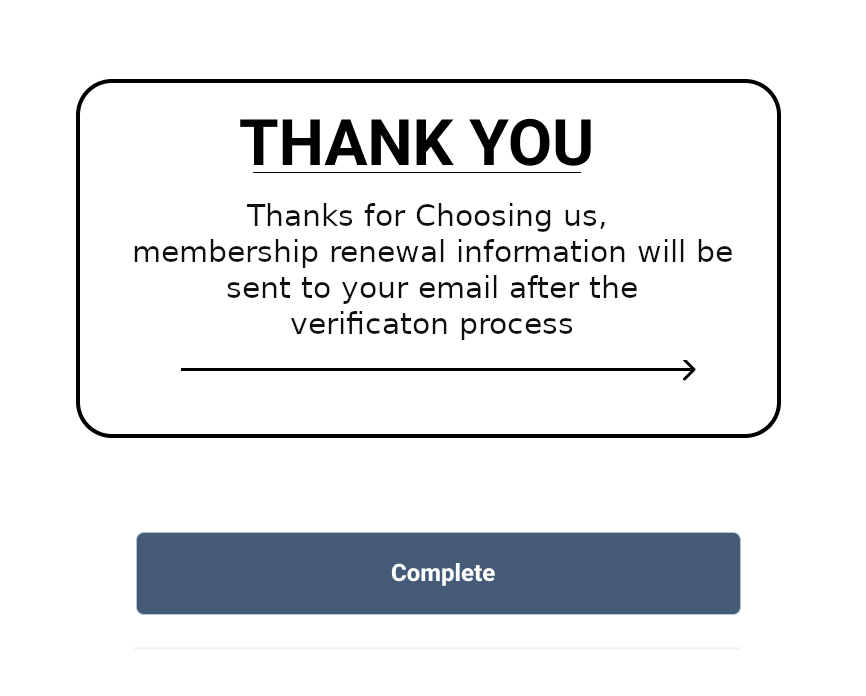 THANK YOU
Thanks for Choosing us,
membership renewal information will be
sent to your email after the
verificaton process
Complete